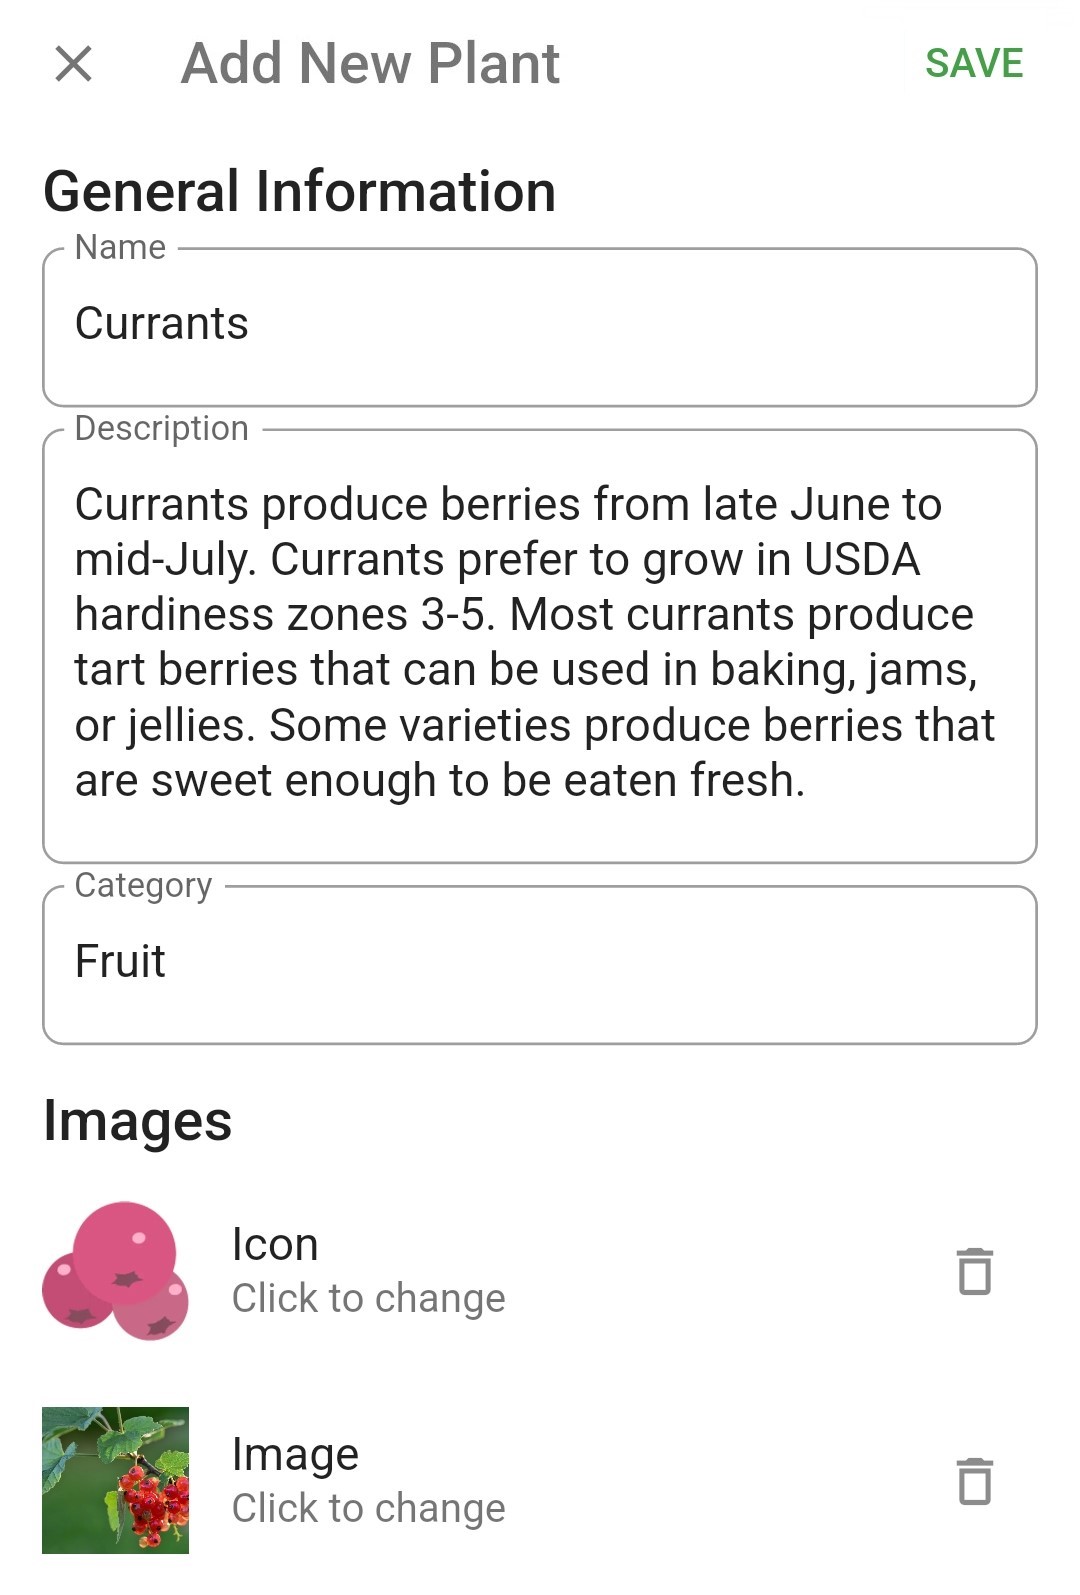 Add New Plant
SAVE
General Information
Name
Currants
Description
Currants produce berries from late June to
mid-July. Currants prefer to grow in USDA
hardiness zones 3-5. Most currants produce
tart berries that can be used in baking, jams,
or jellies. Some varieties produce berries that
are sweet enough to be eaten fresh.
Category
Fruit
Images
Icon
Click to change
Image
Click to change